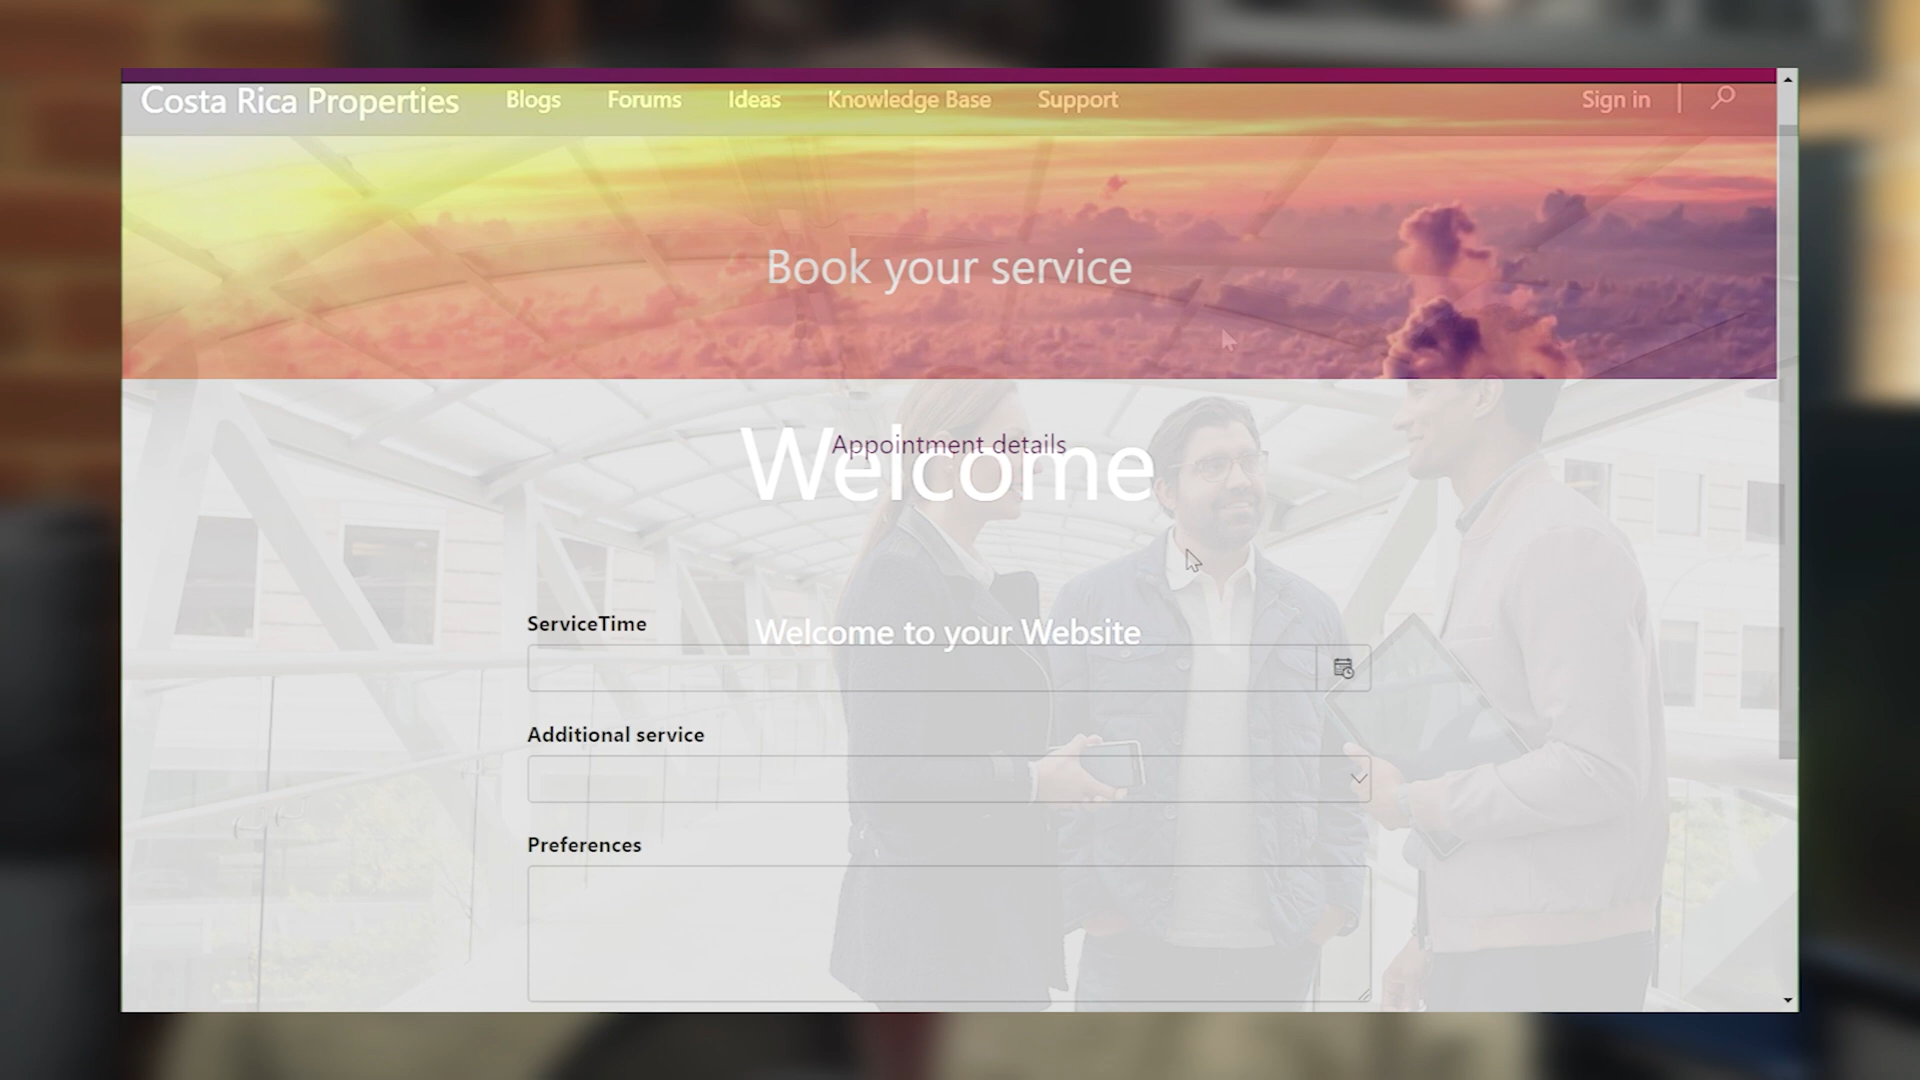 Costa Rica Properties Blogs Forums Ideas Knowledge Base Support Sign in
Book your service
Appointment details
Welcome
ServiceTime
Welcome to your Website
Additional service
Preferences